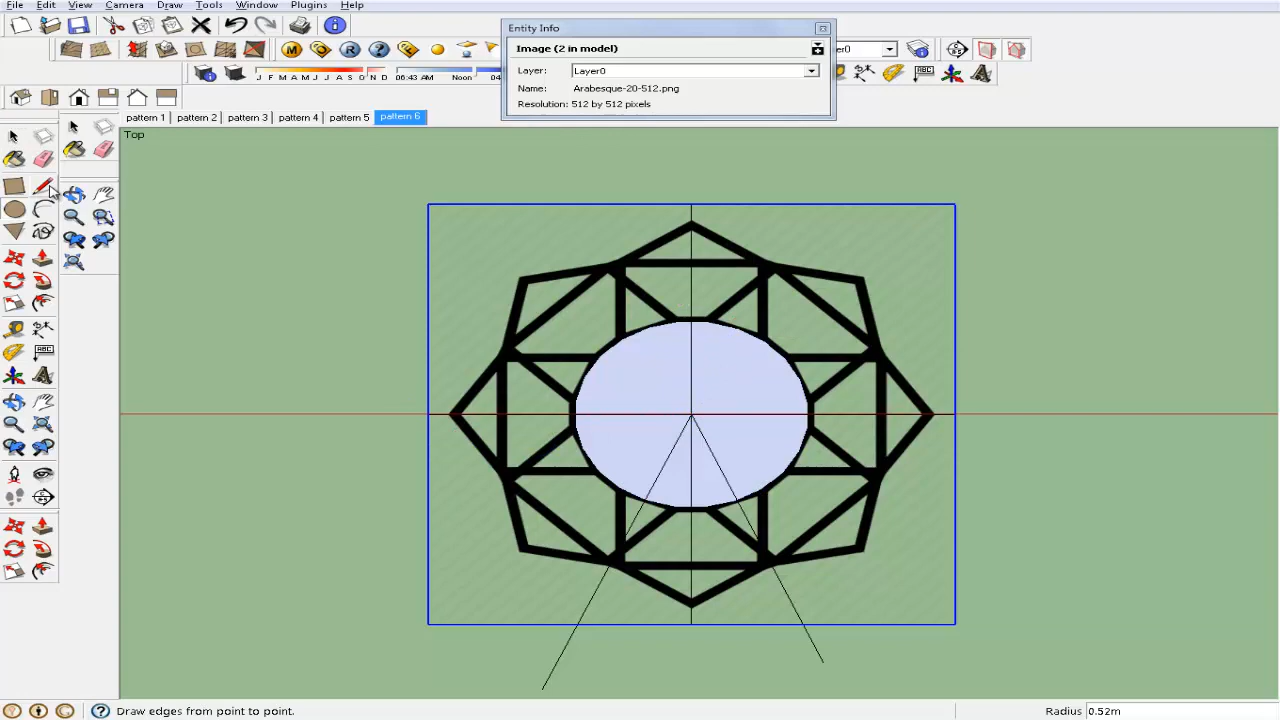 File Edit View Camera Draw Tools Window Plugins Help
Entity Info
Image (2 in model)
Layer: Layer0
Name: Arabesque-20-512.png
Resolution: 512 by 512 pixels
J F M A M J J A S O N D
06:43 AM Noon
pattern 1 pattern 2 pattern 3 pattern 4 pattern 5 pattern 6
Top
ABC
ABC
Draw edges from point to point.
Radius 0.52m